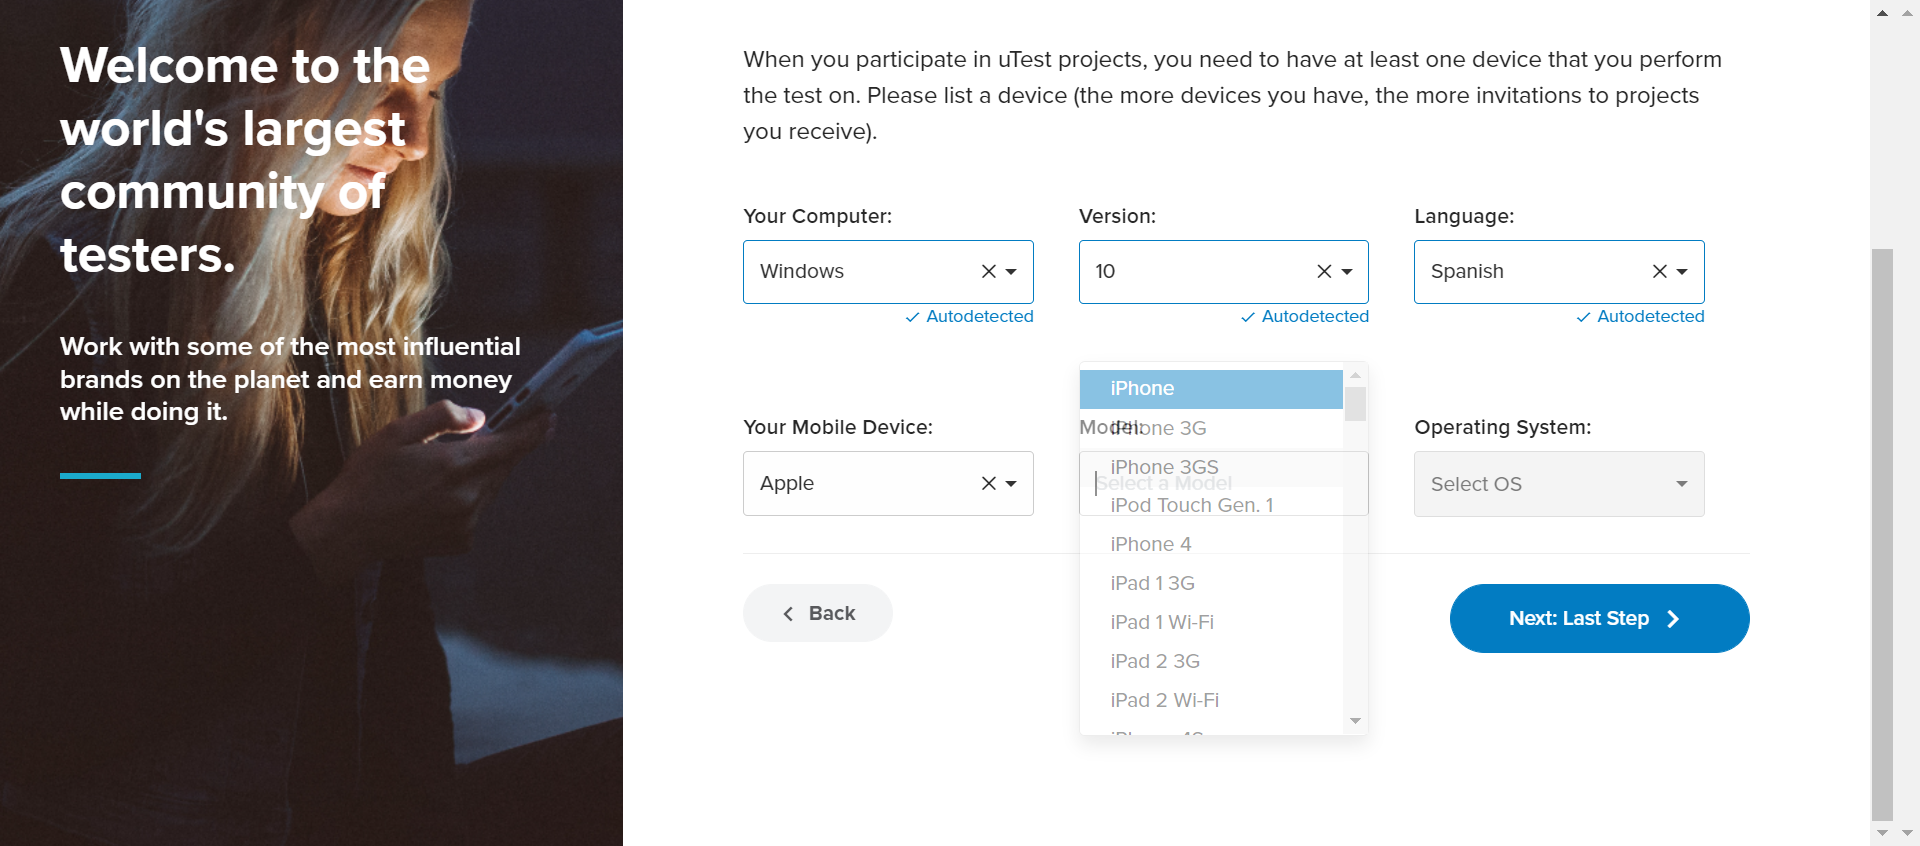 Welcome to the
world's largest
community of
testers.
Work with some of the most influential
brands on the planet and earn money
while doing it.
When you participate in uTest projects, you need to have at least one device that you perform
the test on. Please list a device (the more devices you have, the more invitations to projects
you receive).
Your Computer:
Version:
Language:
Windows
10
Spanish
Autodetected
Autodetected
Autodetected
Your Mobile Device:
Model:
Operating System:
Apple
Select a Model
Select OS
iPhone
iPhone 3G
iPhone 3GS
iPod Touch Gen. 1
iPhone 4
iPad 1 3G
iPad 1 Wi-Fi
iPad 2 3G
iPad 2 Wi-Fi
Back
Next: Last Step